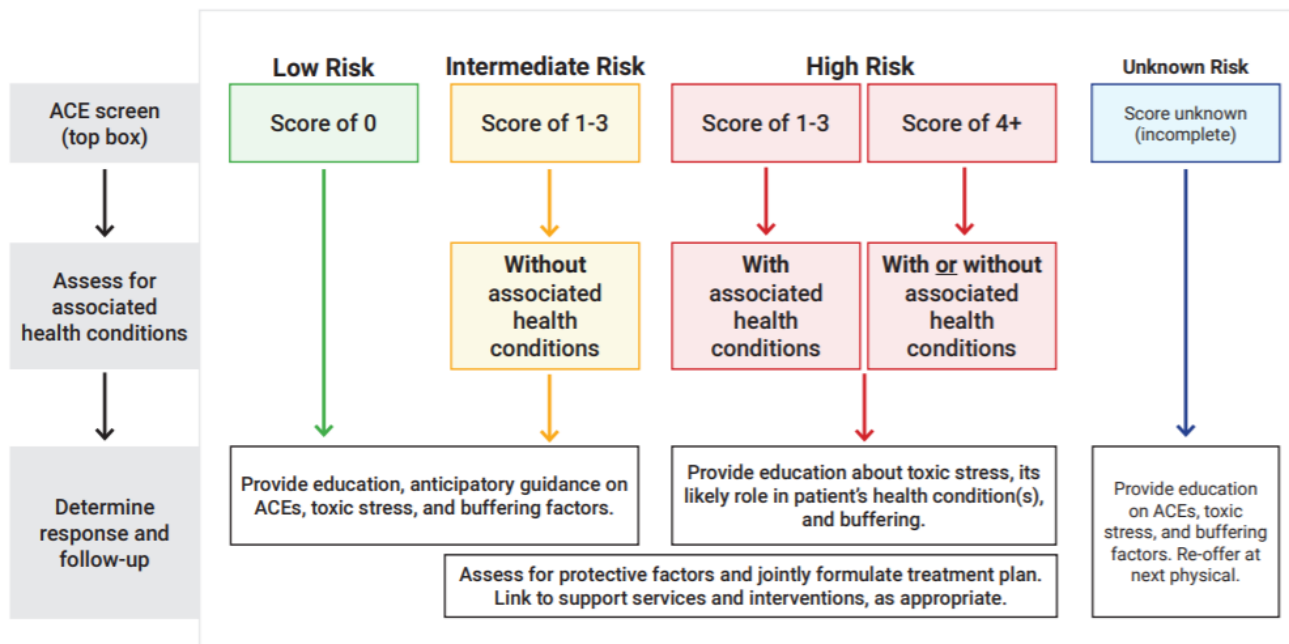 Low Risk
Intermediate Risk
High Risk
Unknown Risk
ACE screen
(top box)
Score of 0
Score of 1-3
Score of 1-3
Score of 4+
Score unknown
(incomplete)
Assess for
associated
health conditions
Without
associated
health
conditions
With
associated
health
conditions
With or without
associated
health
conditions
Determine
response and
follow-up
Provide education, anticipatory guidance on
ACEs, toxic stress, and buffering factors.
Provide education about toxic stress, its
likely role in patient's health condition(s),
and buffering.
Provide education
on ACEs, toxic
stress, and buffering
factors. Re-offer at
next physical.
Assess for protective factors and jointly formulate treatment plan.
Link to support services and interventions, as appropriate.